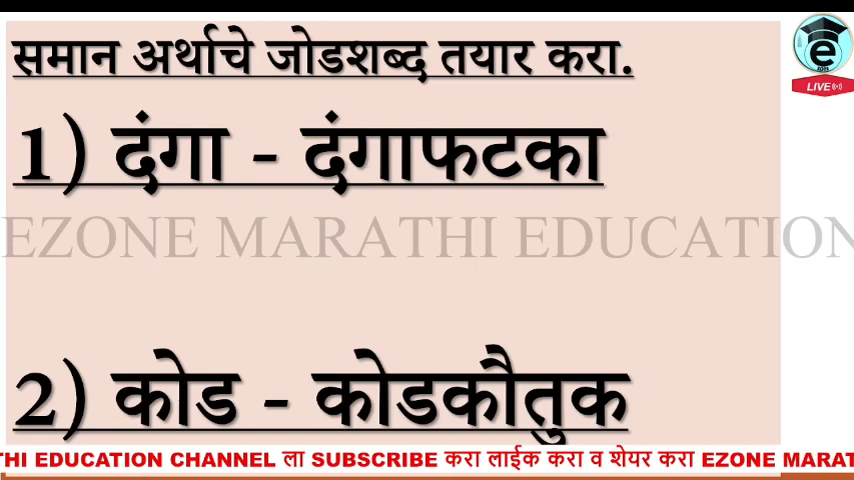 समान अर्थाचे जोडशब्द तयार करा.
1) दंगा - दंगाफटका
EZONE MARATHI EDUCATION
2) कोड - कोडकौतुक
e
LIVE
THI EDUCATION CHANNEL ला SUBSCRIBE करा लाईक करा व शेयर करा EZONE MARAT